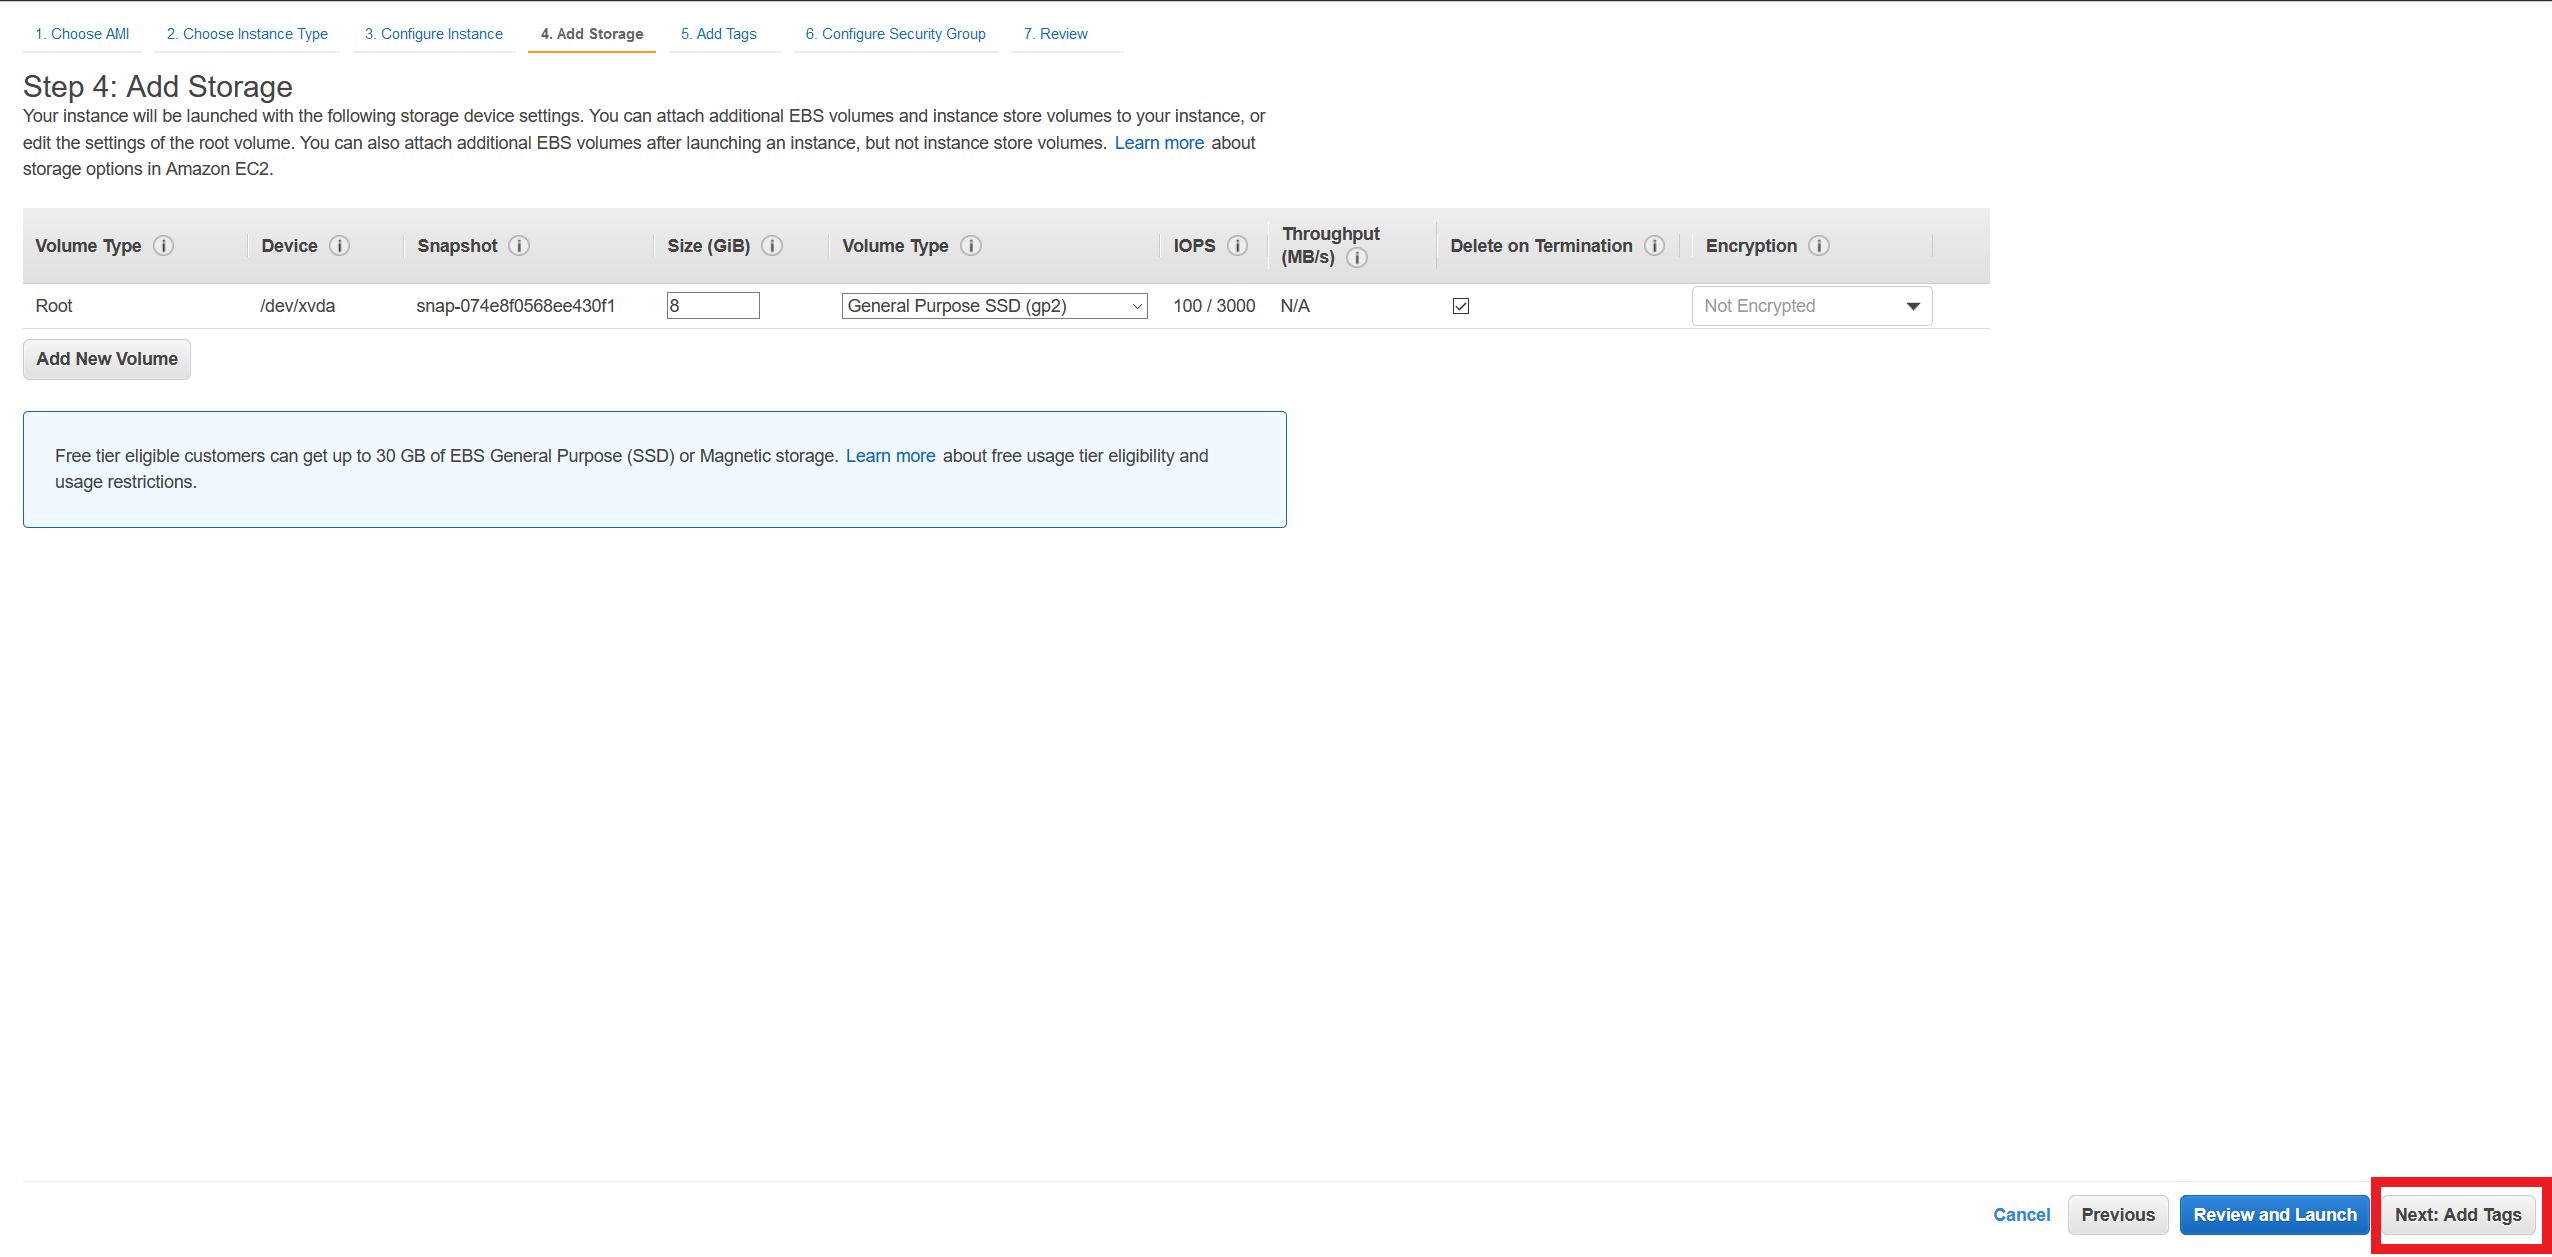 1. Choose AMI 2. Choose Instance Type 3. Configure Instance 4. Add Storage 5. Add Tags 6. Configure Security Group 7. Review
Step 4: Add Storage
Your instance will be launched with the following storage device settings. You can attach additional EBS volumes and instance store volumes to your instance, or
edit the settings of the root volume. You can also attach additional EBS volumes after launching an instance, but not instance store volumes. Learn more about
storage options in Amazon EC2.
Volume Type i Device i Snapshot i Size (GiB) i Volume Type i IOPS i Throughput (MB/s) i Delete on Termination i Encryption i
Root /dev/xvda snap-074e8f0568ee430f1 8 General Purpose SSD (gp2) 100 / 3000 N/A Not Encrypted
Add New Volume
Free tier eligible customers can get up to 30 GB of EBS General Purpose (SSD) or Magnetic storage. Learn more about free usage tier eligibility and
usage restrictions.
Cancel Previous Review and Launch Next: Add Tags